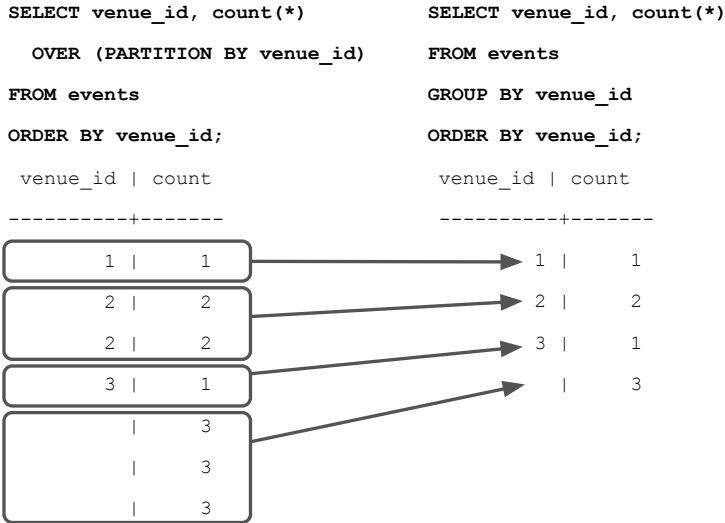 SELECT venue_id, count(*)
OVER (PARTITION BY venue_id)
FROM events
ORDER BY venue_id;
venue_id | count
----------+-------
1 | 1
2 | 2
2 | 2
3 | 1
| 3
| 3
| 3
SELECT venue_id, count(*)
FROM events
GROUP BY venue_id
ORDER BY venue_id;
venue_id | count
----------+-------
1 | 1
2 | 2
3 | 1
| 3